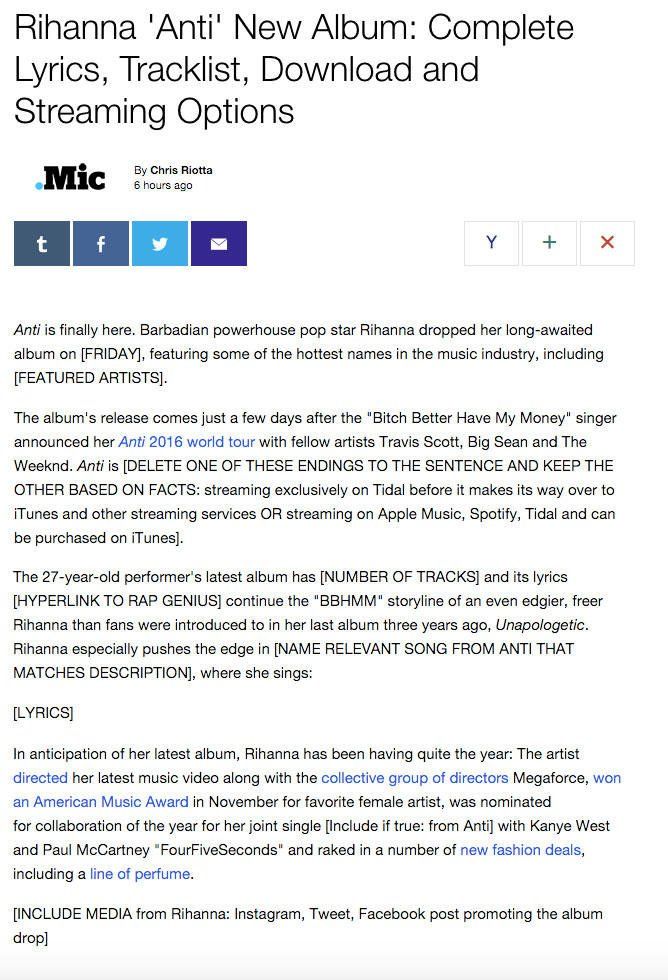 Rihanna 'Anti' New Album: Complete
Lyrics, Tracklist, Download and
Streaming Options
.Mic
By Chris Riotta
6 hours ago
t f Y + ×
Anti is finally here. Barbadian powerhouse pop star Rihanna dropped her long-awaited
album on [FRIDAY], featuring some of the hottest names in the music industry, including
[FEATURED ARTISTS].
The album's release comes just a few days after the "Bitch Better Have My Money" singer
announced her Anti 2016 world tour with fellow artists Travis Scott, Big Sean and The
Weeknd. Anti is [DELETE ONE OF THESE ENDINGS TO THE SENTENCE AND KEEP THE
OTHER BASED ON FACTS: streaming exclusively on Tidal before it makes its way over to
iTunes and other streaming services OR streaming on Apple Music, Spotify, Tidal and can
be purchased on iTunes].
The 27-year-old performer's latest album has [NUMBER OF TRACKS] and its lyrics
[HYPERLINK TO RAP GENIUS] continue the "BBHMM" storyline of an even edgier, freer
Rihanna than fans were introduced to in her last album three years ago, Unapologetic.
Rihanna especially pushes the edge in [NAME RELEVANT SONG FROM ANTI THAT
MATCHES DESCRIPTION], where she sings:
[LYRICS]
In anticipation of her latest album, Rihanna has been having quite the year: The artist
directed her latest music video along with the collective group of directors Megaforce, won
an American Music Award in November for favorite female artist, was nominated
for collaboration of the year for her joint single [Include if true: from Anti] with Kanye West
and Paul McCartney "FourFiveSeconds" and raked in a number of new fashion deals,
including a line of perfume.
[INCLUDE MEDIA from Rihanna: Instagram, Tweet, Facebook post promoting the album
drop]